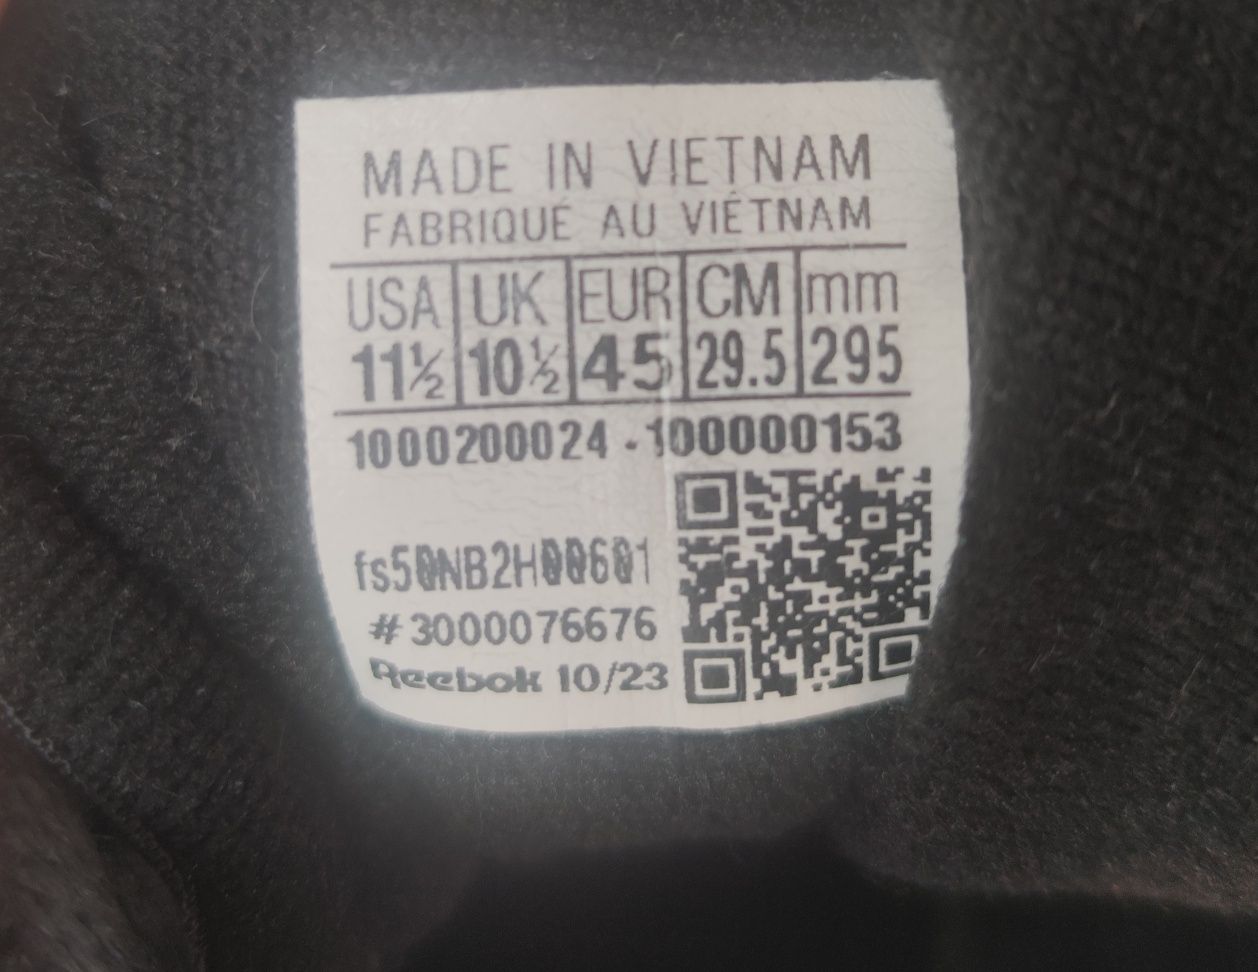 MADE IN VIETNAM
FABRIQUÉ AU VIÊTNAM
USA UK EUR CM mm
11½ 10½ 45 29.5 295
1000200024 - 100000153
fs50NB2H00601
#3000076676
Reebok 10/23